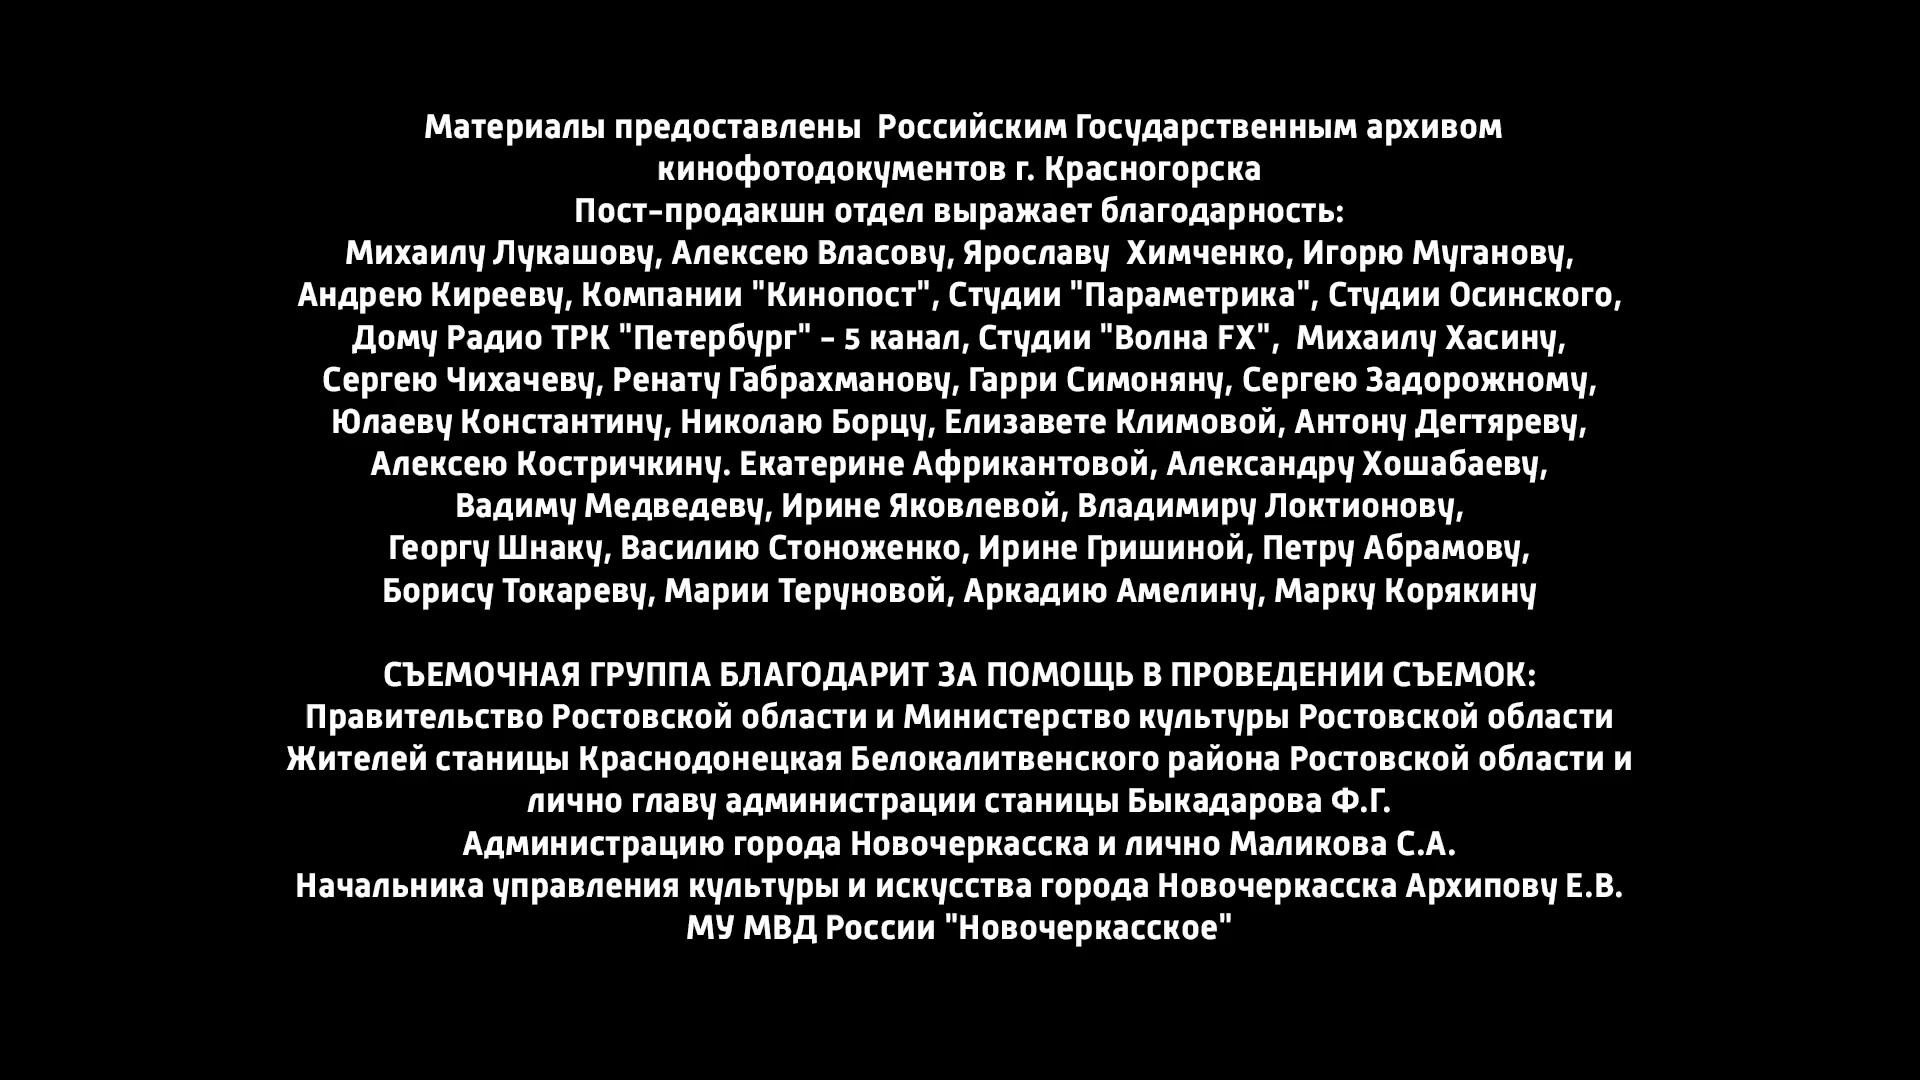 Материалы предоставлены  Российским Государственным архивом
кинофотодокументов г. Красногорска
Пост-продакшн отдел выражает благодарность:
Михаилу Лукашову, Алексею Власову, Ярославу  Химченко, Игорю Муганову,
Андрею Кирееву, Компании "Кинопост", Студии "Параметрика", Студии Осинского,
Дому Радио ТРК "Петербург" - 5 канал, Студии "Волна FX",  Михаилу Хасину,
Сергею Чихачеву, Ренату Габрахманову, Гарри Симоняну, Сергею Задорожному,
Юлаеву Константину, Николаю Борцу, Елизавете Климовой, Антону Дегтяреву,
Алексею Костричкину. Екатерине Африкантовой, Александру Хошабаеву,
Вадиму Медведеву, Ирине Яковлевой, Владимиру Локтионову,
Георгу Шнаку, Василию Стоноженко, Ирине Гришиной, Петру Абрамову,
Борису Токареву, Марии Теруновой, Аркадию Амелину, Марку Корякину
СЪЕМОЧНАЯ ГРУППА БЛАГОДАРИТ ЗА ПОМОЩЬ В ПРОВЕДЕНИИ СЪЕМОК:
Правительство Ростовской области и Министерство культуры Ростовской области
Жителей станицы Краснодонецкая Белокалитвенского района Ростовской области и
лично главу администрации станицы Быкадарова Ф.Г.
Администрацию города Новочеркасска и лично Маликова С.А.
Начальника управления культуры и искусства города Новочеркасска Архипову Е.В.
МУ МВД России "Новочеркасское"